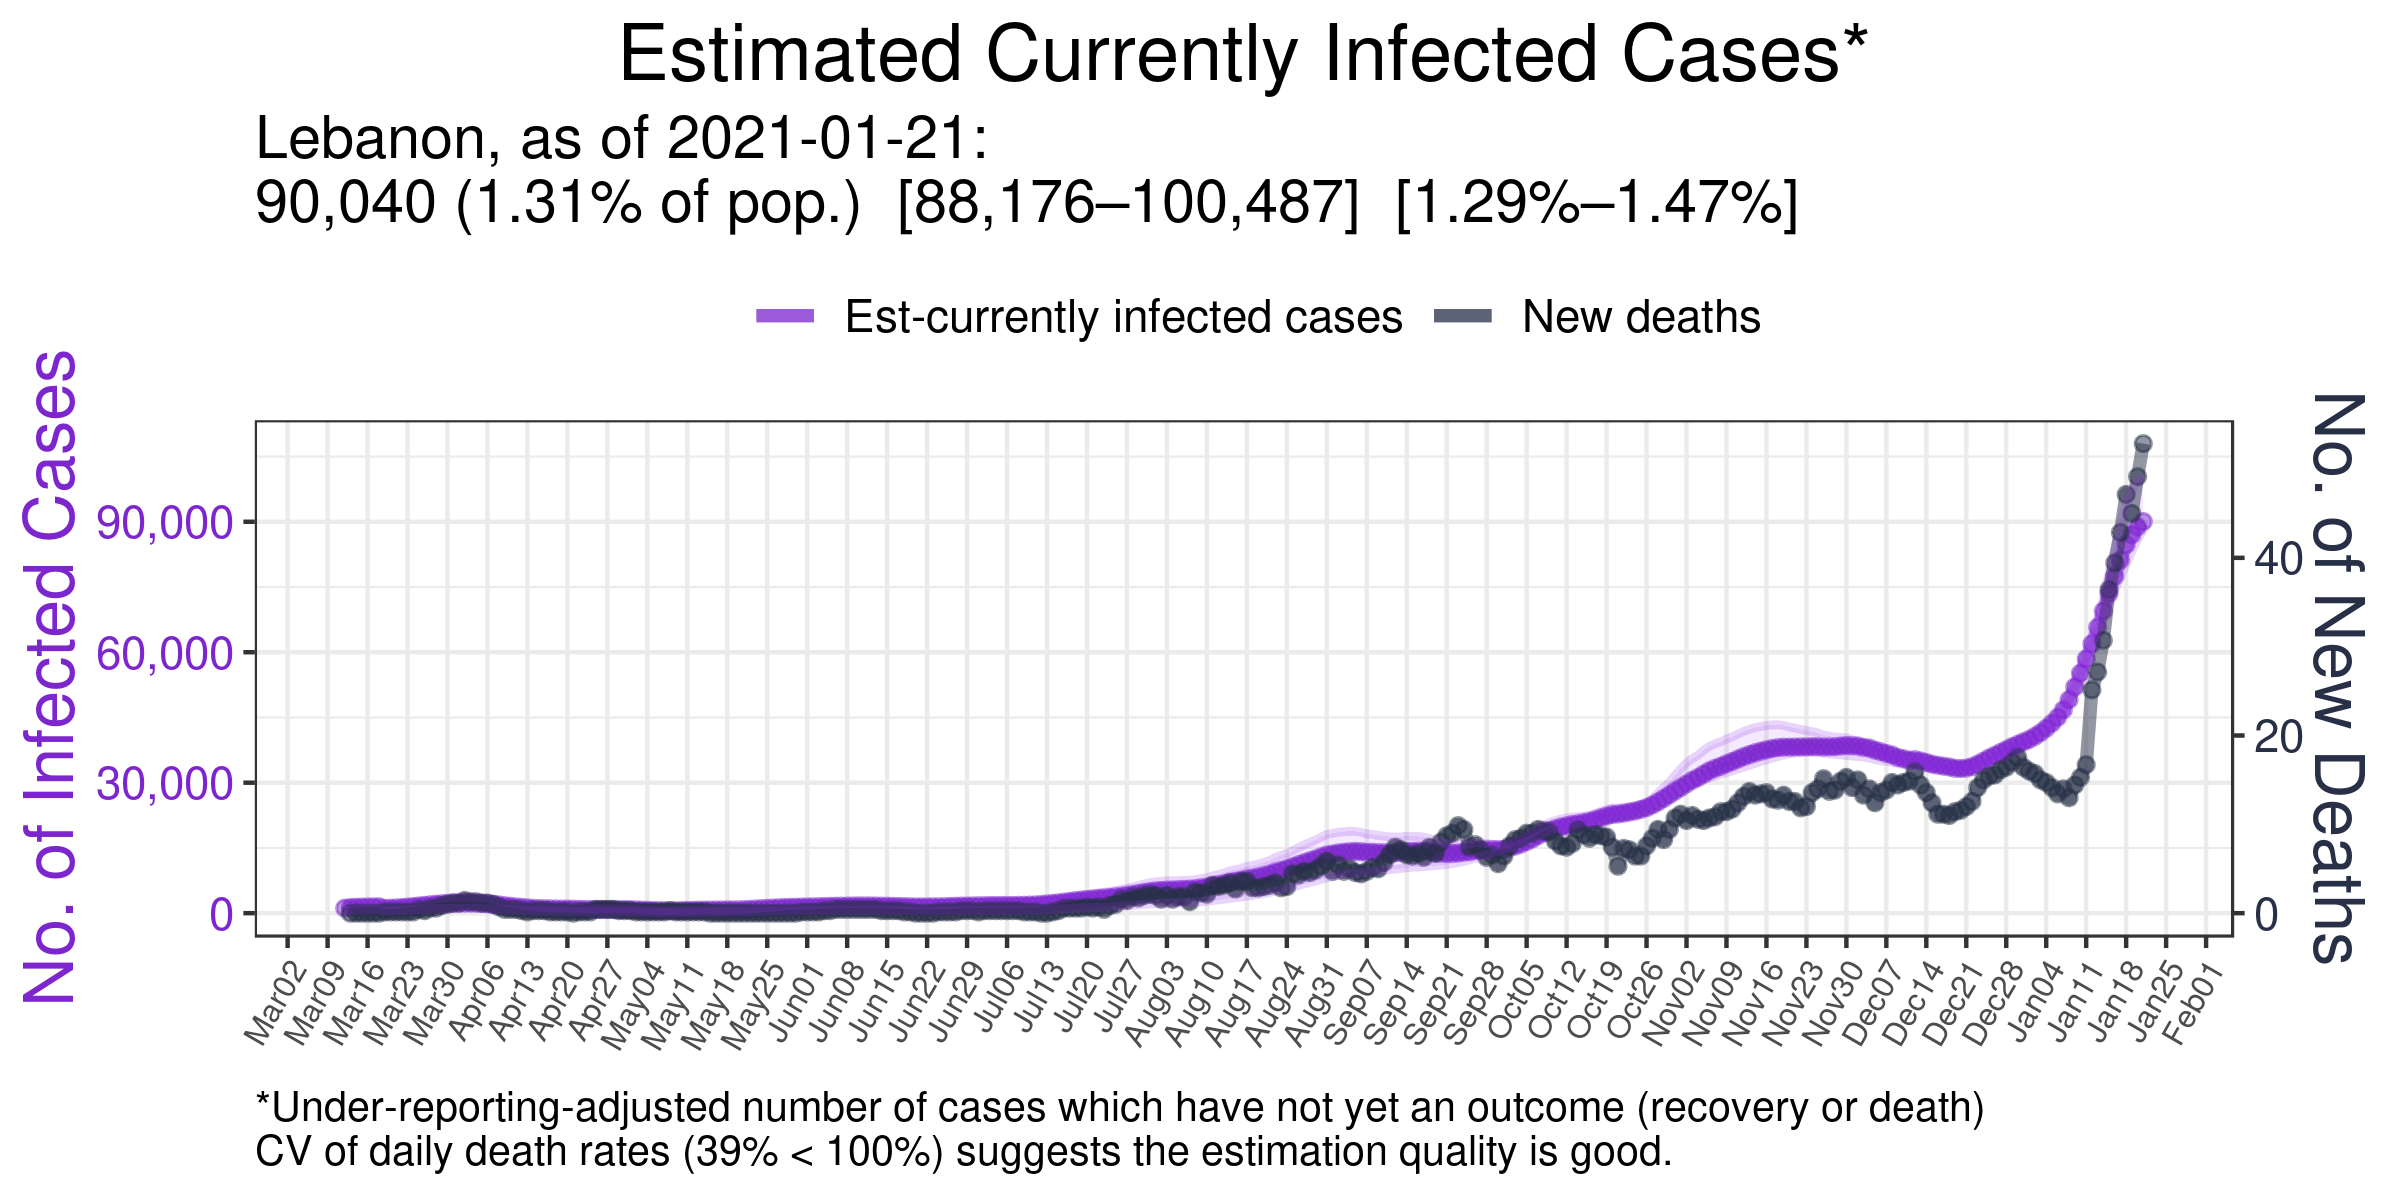 Estimated Currently Infected Cases*
Lebanon, as of 2021-01-21:
90,040 (1.31% of pop.)  [88,176–100,487]  [1.29%–1.47%]
Est-currently infected cases
New deaths
No. of Infected Cases
90,000
60,000
30,000
0
40
20
0
No. of New Deaths
Mar02
Mar09
Mar16
Mar23
Mar30
Apr06
Apr13
Apr20
Apr27
May04
May11
May18
May25
Jun01
Jun08
Jun15
Jun22
Jun29
Jul06
Jul13
Jul20
Jul27
Aug03
Aug10
Aug17
Aug24
Aug31
Sep07
Sep14
Sep21
Sep28
Oct05
Oct12
Oct19
Oct26
Nov02
Nov09
Nov16
Nov23
Nov30
Dec07
Dec14
Dec21
Dec28
Jan04
Jan11
Jan18
Jan25
Feb01
*Under-reporting-adjusted number of cases which have not yet an outcome (recovery or death)
CV of daily death rates (39% < 100%) suggests the estimation quality is good.